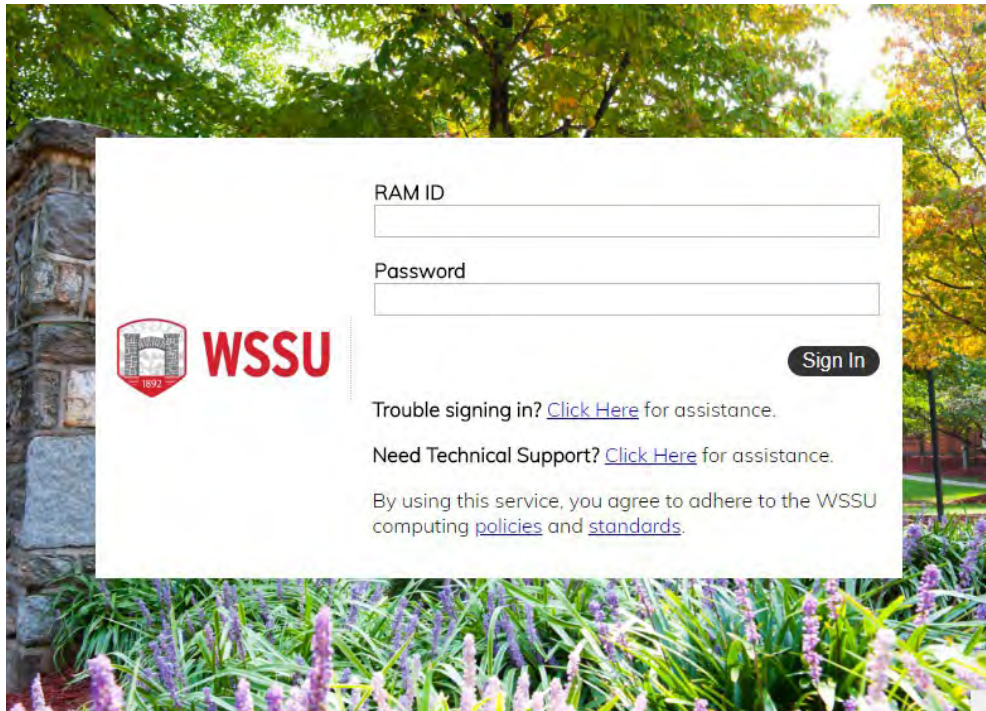 RAM ID
Password
1892
WSSU
Sign In
Trouble signing in? Click Here for assistance.
Need Technical Support? Click Here for assistance.
By using this service, you agree to adhere to the WSSU
computing policies and standards.